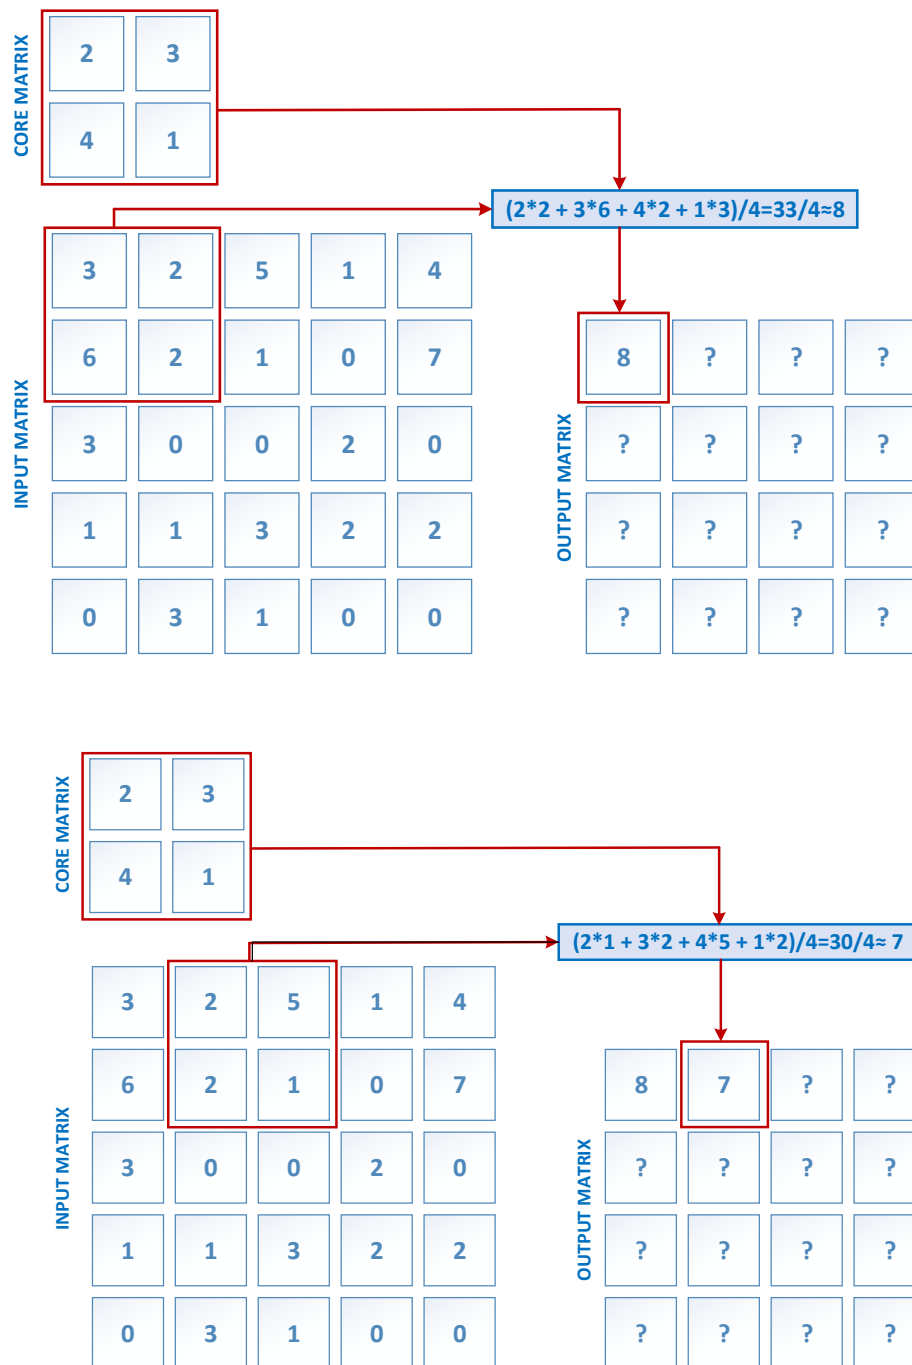 CORE MATRIX
2 3
4 1
(2*2 + 3*6 + 4*2 + 1*3)/4=33/4≈8
INPUT MATRIX
3 2 5 1 4
6 2 1 0 7
3 0 0 2 0
1 1 3 2 2
0 3 1 0 0
OUTPUT MATRIX
8 ? ? ?
? ? ? ?
? ? ? ?
? ? ? ?
CORE MATRIX
2 3
4 1
(2*1 + 3*2 + 4*5 + 1*2)/4=30/4≈ 7
INPUT MATRIX
3 2 5 1 4
6 2 1 0 7
3 0 0 2 0
1 1 3 2 2
0 3 1 0 0
OUTPUT MATRIX
8 7 ? ?
? ? ? ?
? ? ? ?
? ? ? ?